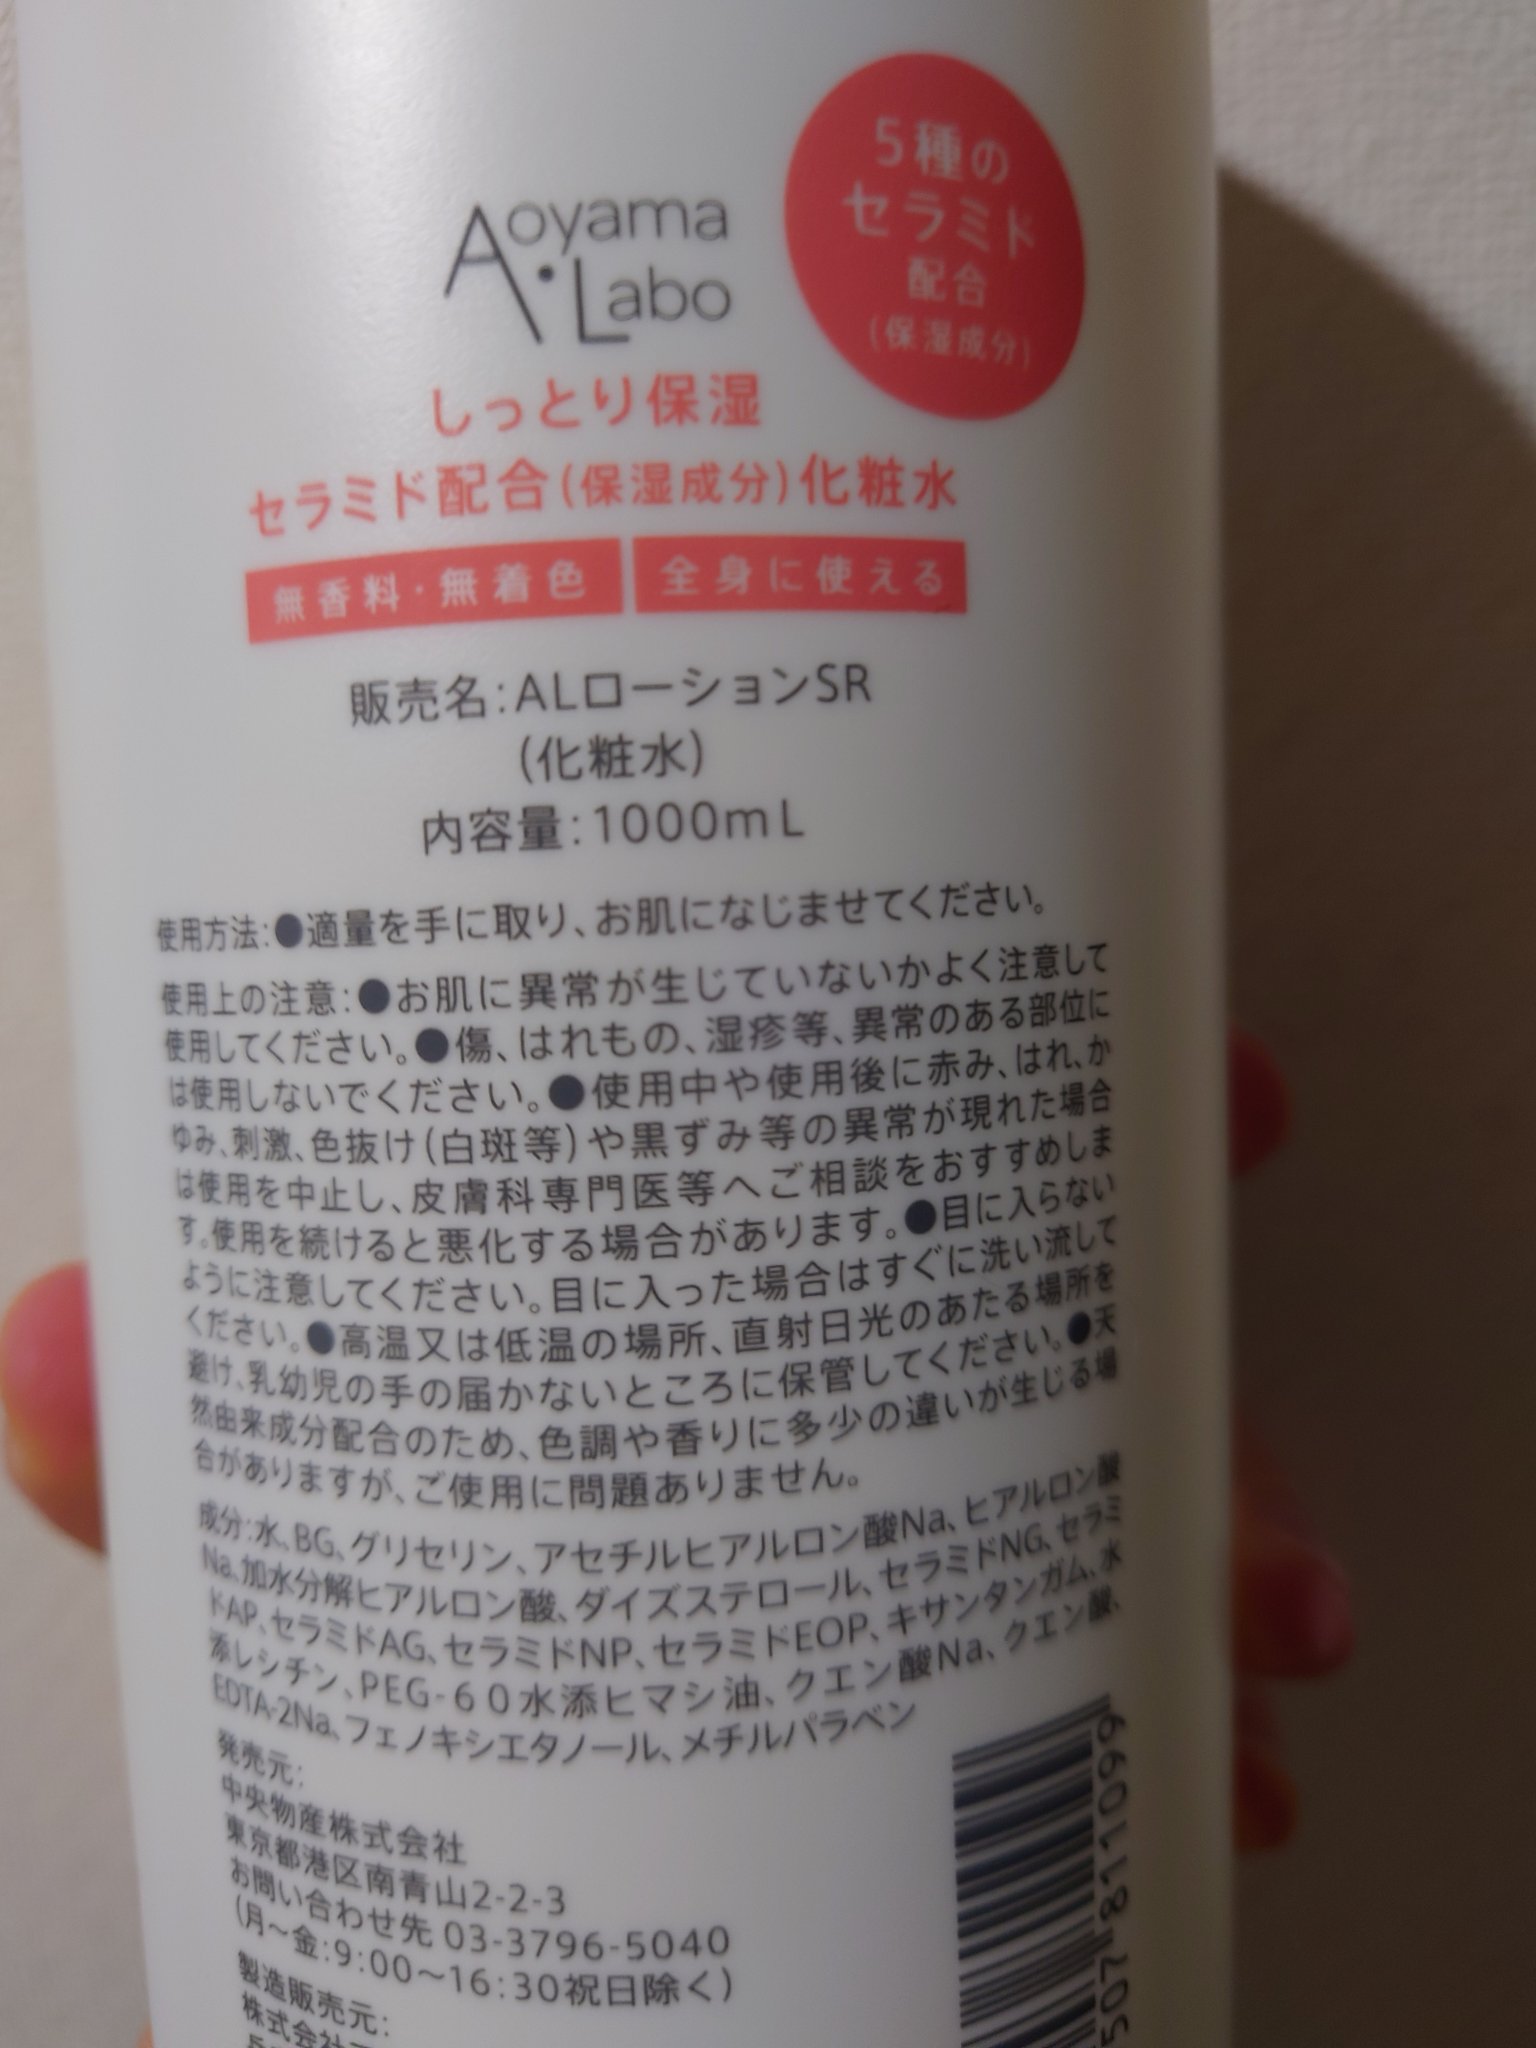 5種の
セラミド
配合
(保湿成分)
Aoyama
Labo
しっとり保湿
セラミド配合(保湿成分)化粧水
無香料・無着色 全身に使える
販売名:ALローションSR
(化粧水)
内容量:1000mL
使用方法:●適量を手に取り、お肌になじませてください。
使用上の注意:●お肌に異常が生じていないかよく注意して
使用してください。●傷、はれもの、湿疹等、異常のある部位に
は使用しないでください。●使用中や使用後に赤み、はれ、か
ゆみ、刺激、色抜け(白斑等)や黒ずみ等の異常が現れた場合
は使用を中止し、皮膚科専門医等へご相談をおすすめしま
す。使用を続けると悪化する場合があります。●目に入らない
ように注意してください。目に入った場合はすぐに洗い流して
ください。●高温又は低温の場所、直射日光のあたる場所を
避け、乳幼児の手の届かないところに保管してください。●天
然由来成分配合のため、色調や香りに多少の違いが生じる場
合がありますが、ご使用に問題ありません。
成分:水、BG、グリセリン、アセチルヒアルロン酸Na、ヒアルロン酸
Na、加水分解ヒアルロン酸、ダイズステロール、セラミドNG、セラミ
ドAP、セラミドAG、セラミドNP、セラミドEOP、キサンタンガム、水
添レシチン、PEG-60水添ヒマシ油、クエン酸Na、クエン酸、
EDTA-2Na、フェノキシエタノール、メチルパラベン
発売元:
中央物産株式会社
東京都港区南青山2-2-3
お問い合わせ先 03-3796-5040
(月～金:9:00～16:30祝日除く)
製造販売元:
株式会社
507 811099